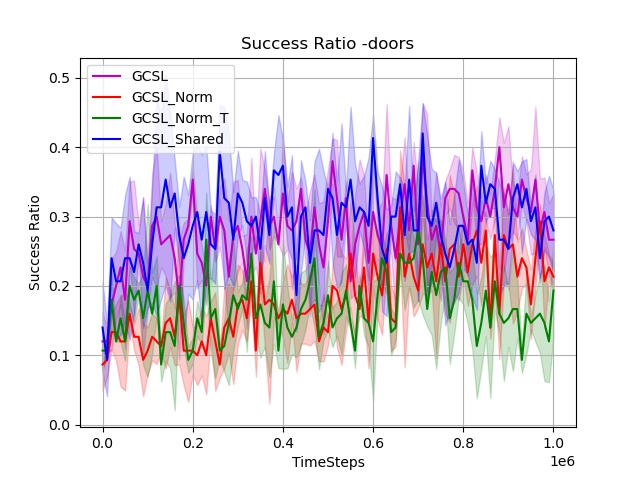 Success Ratio -doors
GCSL
GCSL_Norm
GCSL_Norm_T
GCSL_Shared
Success Ratio
0.5
0.4
0.3
0.2
0.1
0.0
0.0 0.2 0.4 0.6 0.8 1.0
1e6
TimeSteps